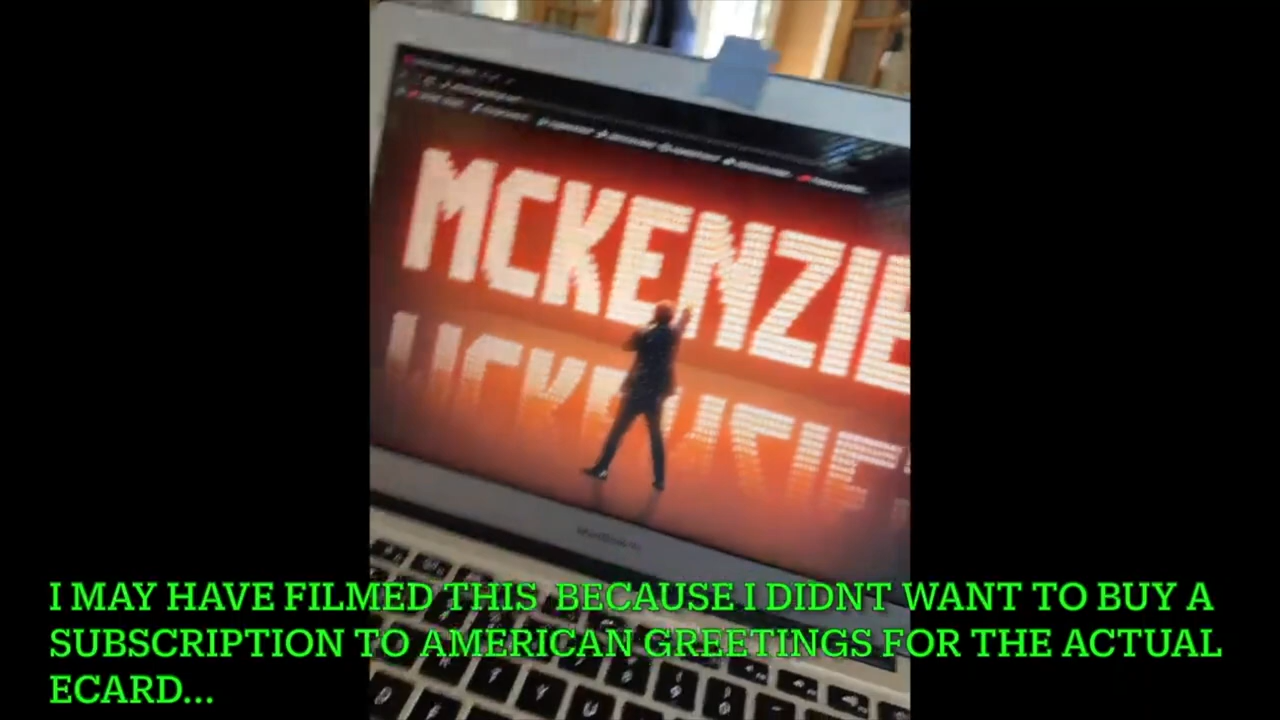 MCKENZIE
I MAY HAVE FILMED THIS BECAUSE I DIDNT WANT TO BUY A
SUBSCRIPTION TO AMERICAN GREETINGS FOR THE ACTUAL
ECARD...